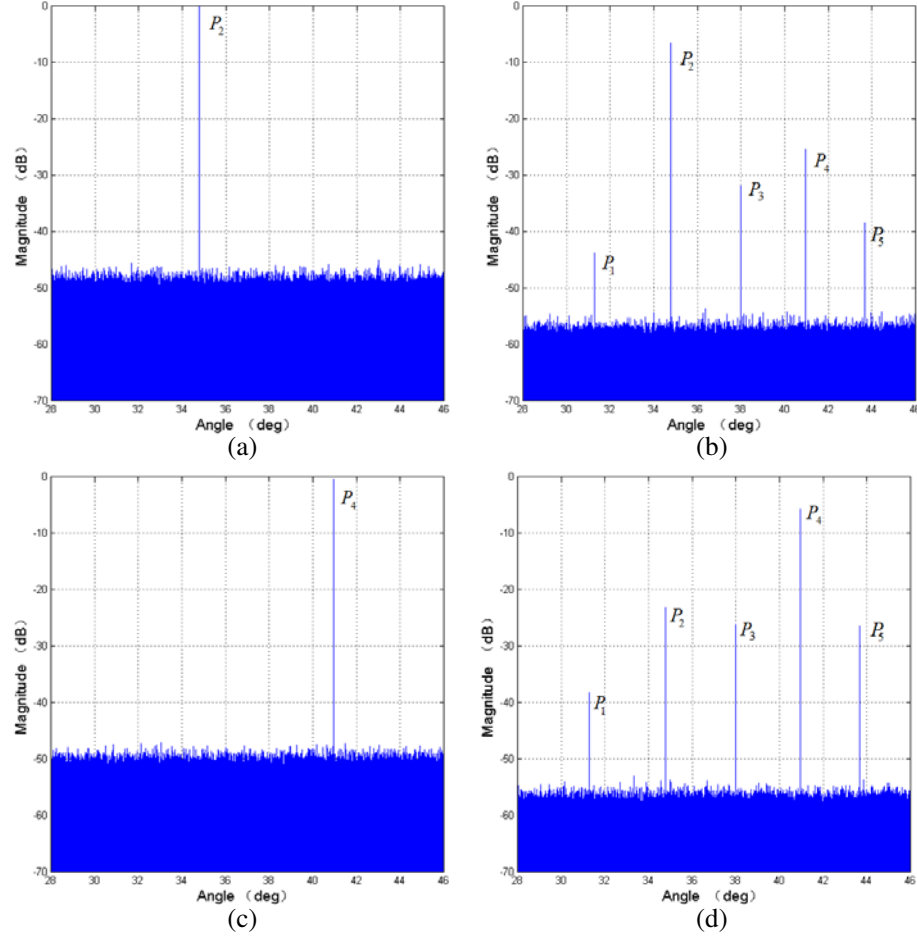 0
-10
-20
-30
-40
-50
-60
-70
Magnitude （dB）
P2
28 30 32 34 36 38 40 42 44 46
Angle （deg）
(a)
0
-10
-20
-30
-40
-50
-60
-70
Magnitude （dB）
P1
P2
P3
P4
P5
28 30 32 34 36 38 40 42 44 46
Angle （deg）
(b)
0
-10
-20
-30
-40
-50
-60
-70
Magnitude （dB）
P4
28 30 32 34 36 38 40 42 44 46
Angle （deg）
(c)
0
-10
-20
-30
-40
-50
-60
-70
Magnitude （dB）
P1
P2
P3
P4
P5
28 30 32 34 36 38 40 42 44 46
Angle （deg）
(d)